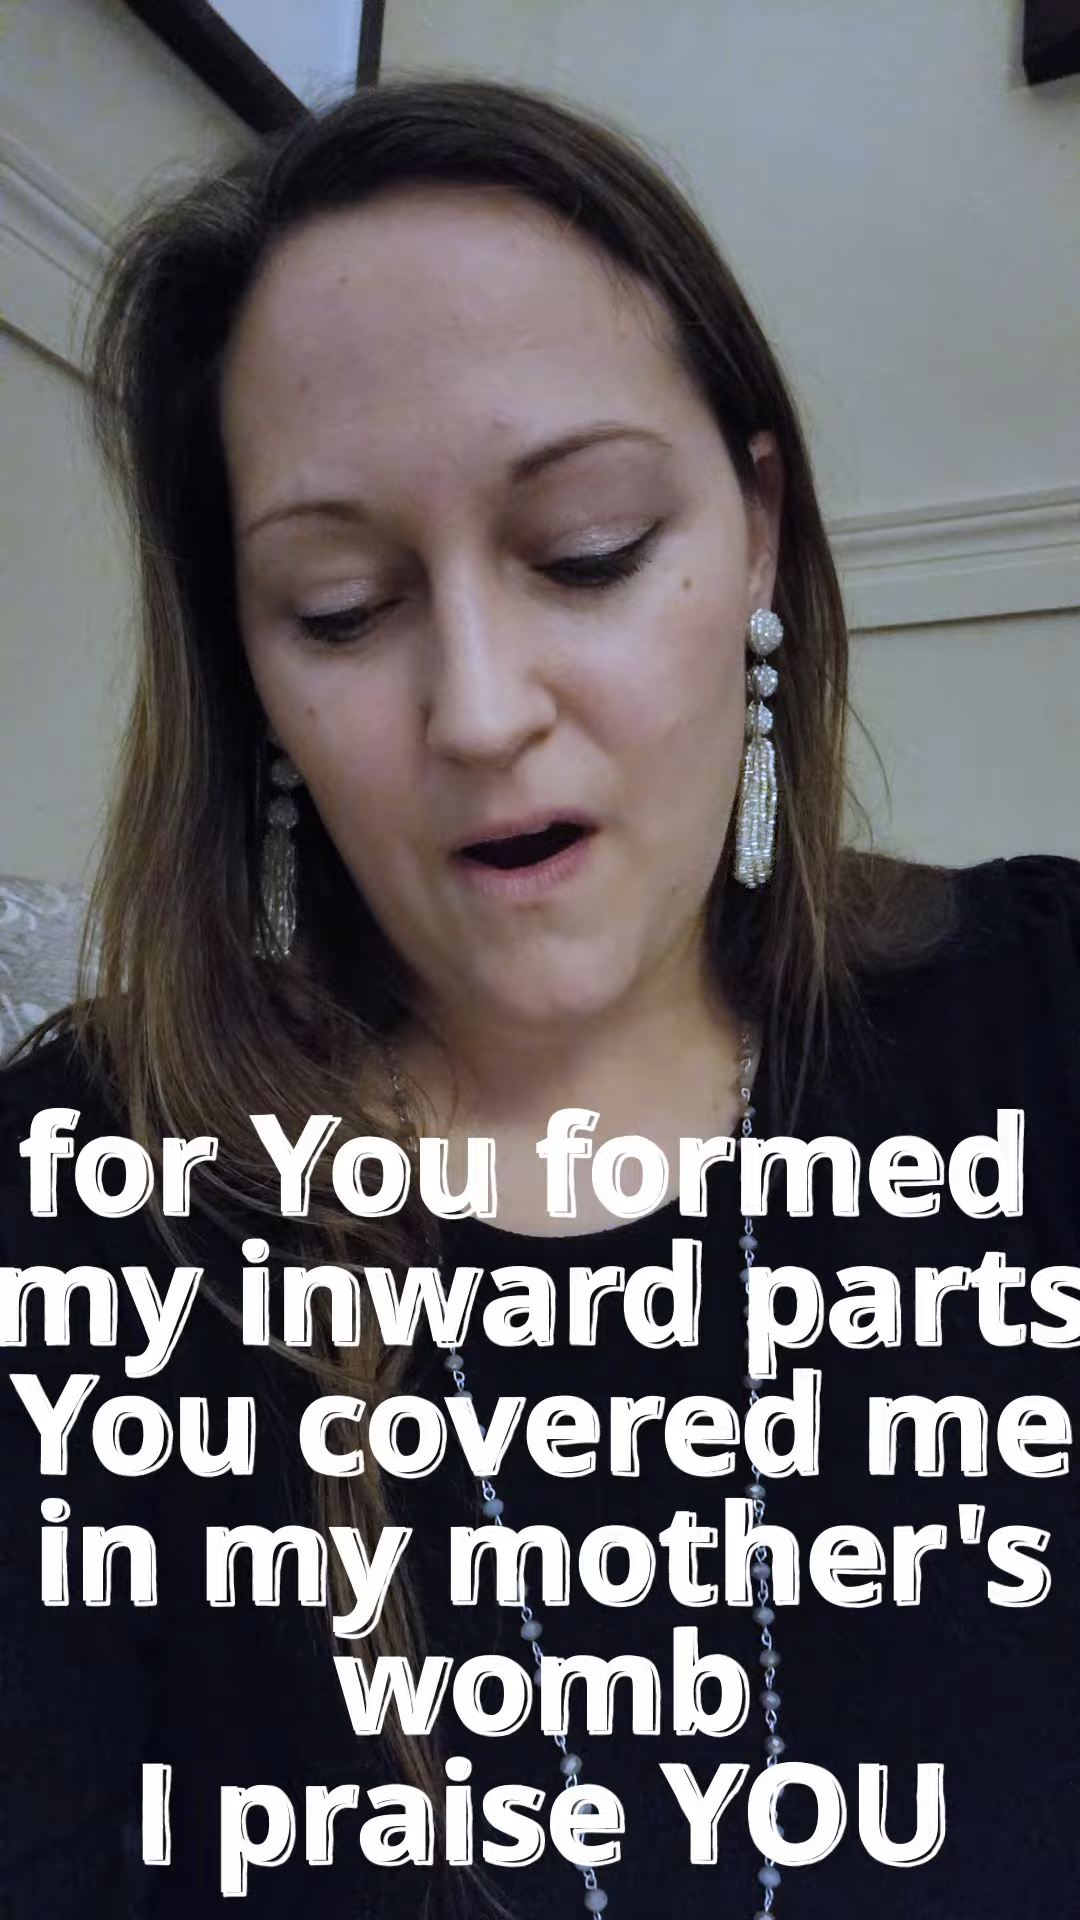 for You formed
my inward parts
You covered me
in my mother's
womb
I praise YOU